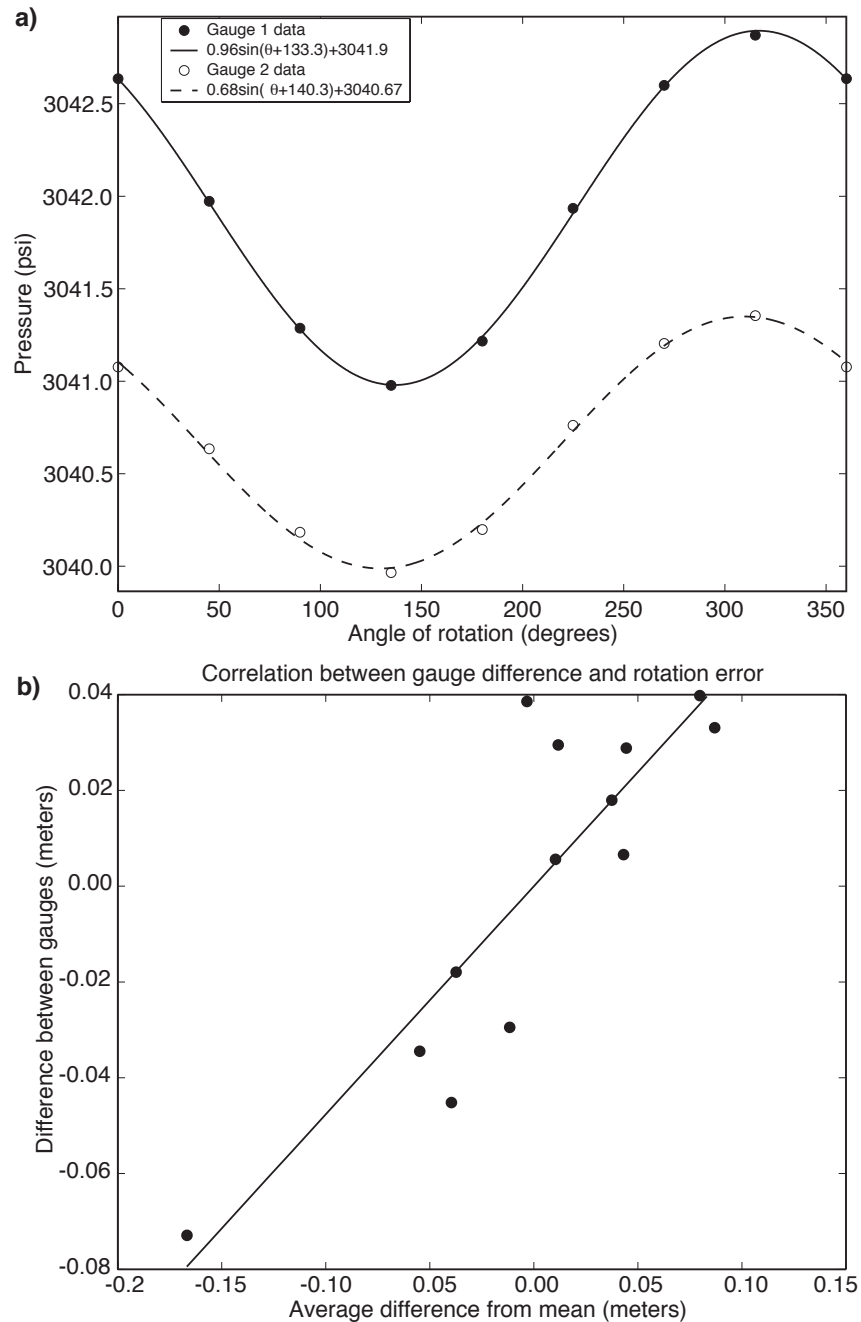 a)
Gauge 1 data
0.96sin(θ+133.3)+3041.9
Gauge 2 data
0.68sin( θ+140.3)+3040.67
3042.5
3042.0
3041.5
3041.0
3040.5
3040.0
Pressure (psi)
0 50 100 150 200 250 300 350
Angle of rotation (degrees)
b)
Correlation between gauge difference and rotation error
0.04
0.02
0.00
-0.02
-0.04
-0.06
-0.08
Difference between gauges (meters)
-0.2 -0.15 -0.10 0.05 0.00 0.05 0.10 0.15
Average difference from mean (meters)